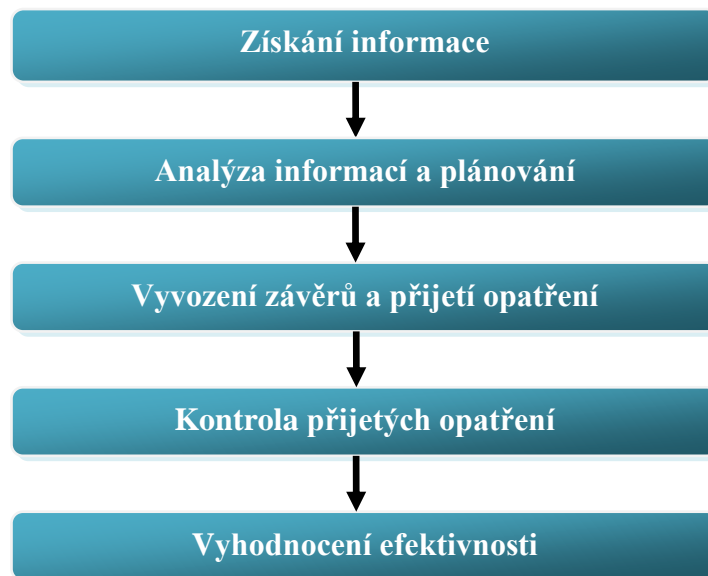 Získání informace
Analýza informací a plánování
Vyvození závěrů a přijetí opatření
Kontrola přijetých opatření
Vyhodnocení efektivnosti